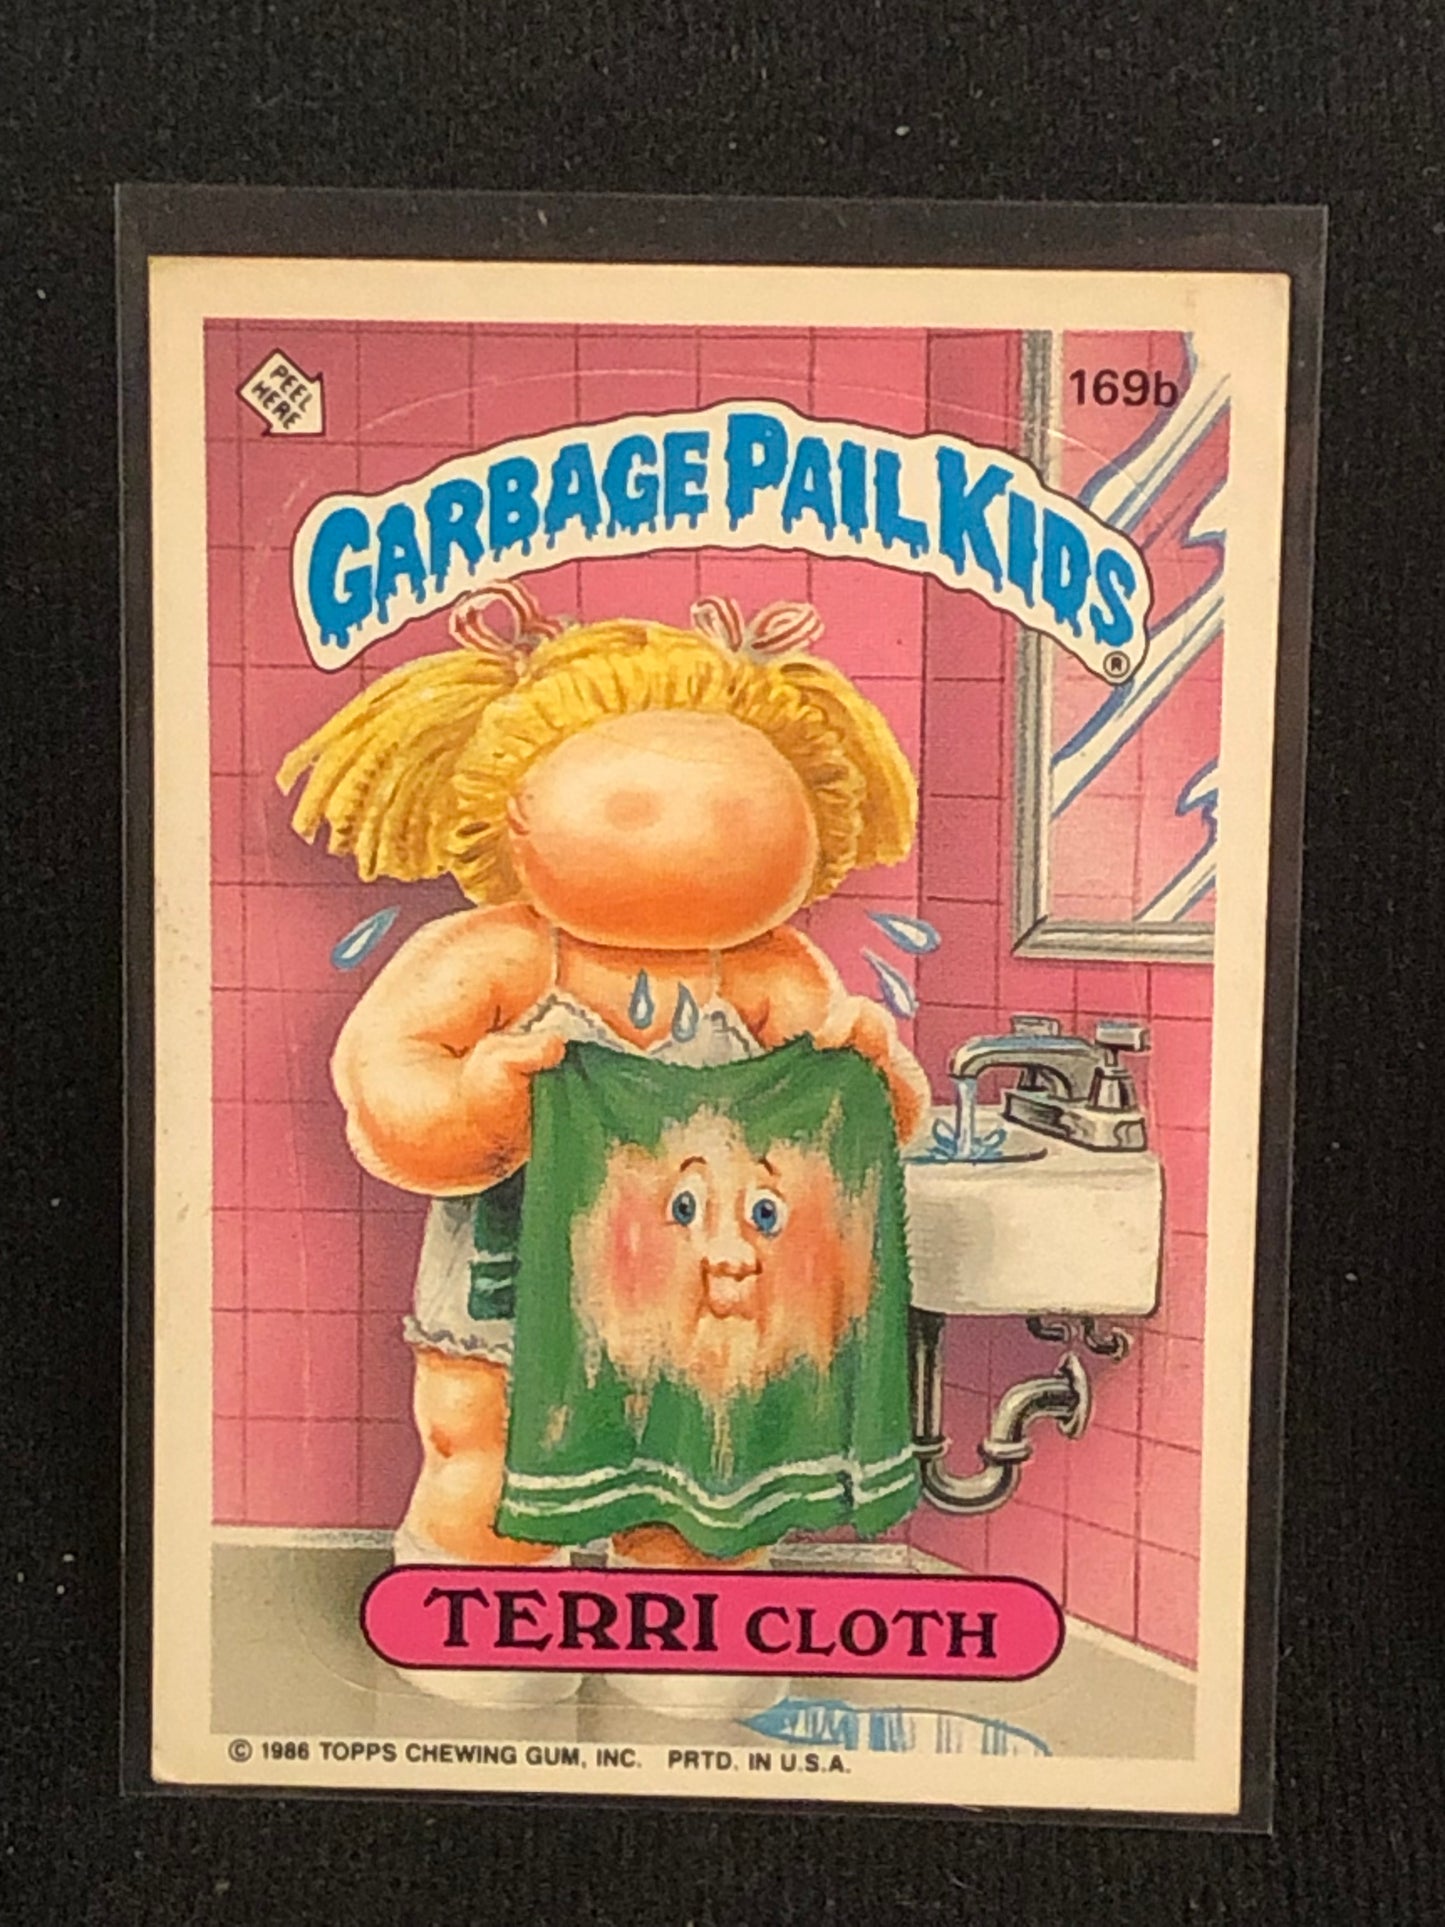 PEEL
HERE
169b
GARBAGE PAIL KIDS
®
TERRI CLOTH
© 1986 TOPPS CHEWING GUM, INC. PRTD. IN U.S.A.